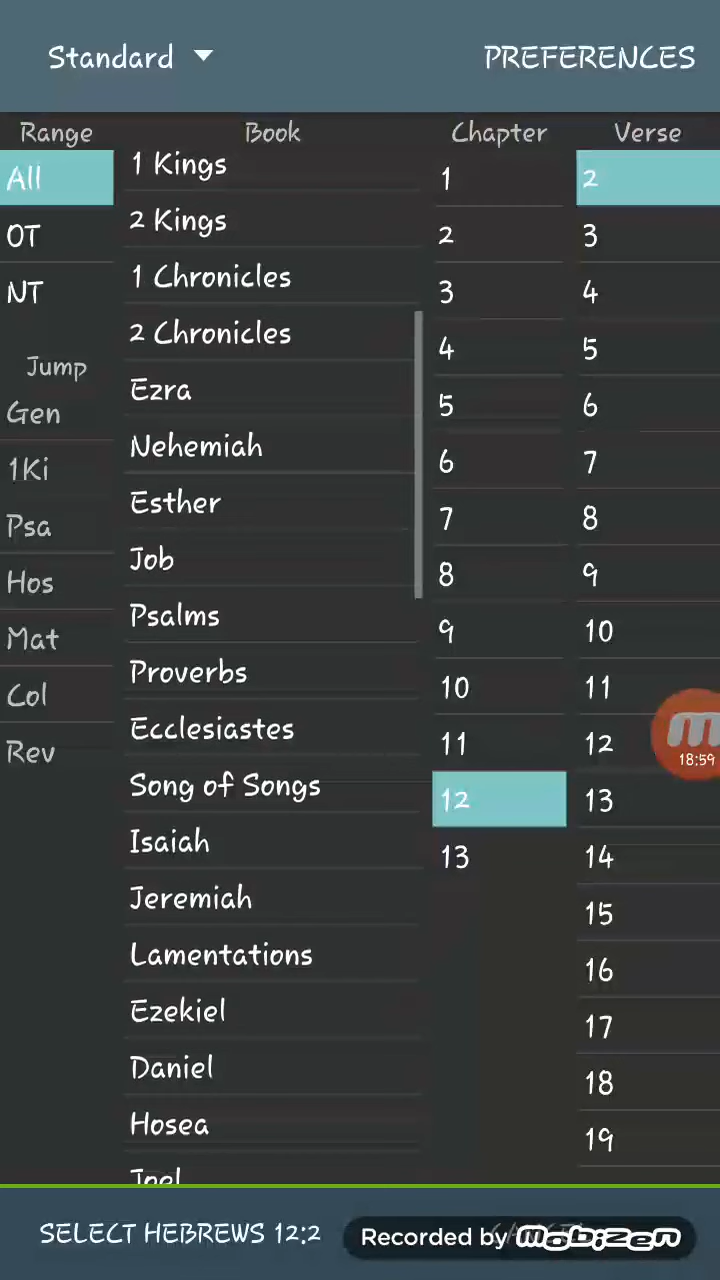 Standard
PREFERENCES
Range
Book
Chapter
Verse
All
OT
NT
Jump
Gen
1Ki
Psa
Hos
Mat
Col
Rev
1 Kings
2 Kings
1 Chronicles
2 Chronicles
Ezra
Nehemiah
Esther
Job
Psalms
Proverbs
Ecclesiastes
Song of Songs
Isaiah
Jeremiah
Lamentations
Ezekiel
Daniel
Hosea
Joel
1
2
3
4
5
6
7
8
9
10
11
12
13
2
3
4
5
6
7
8
9
10
11
12
13
14
15
16
17
18
19
m
18:59
SELECT HEBREWS 12:2
Recorded by mobizen